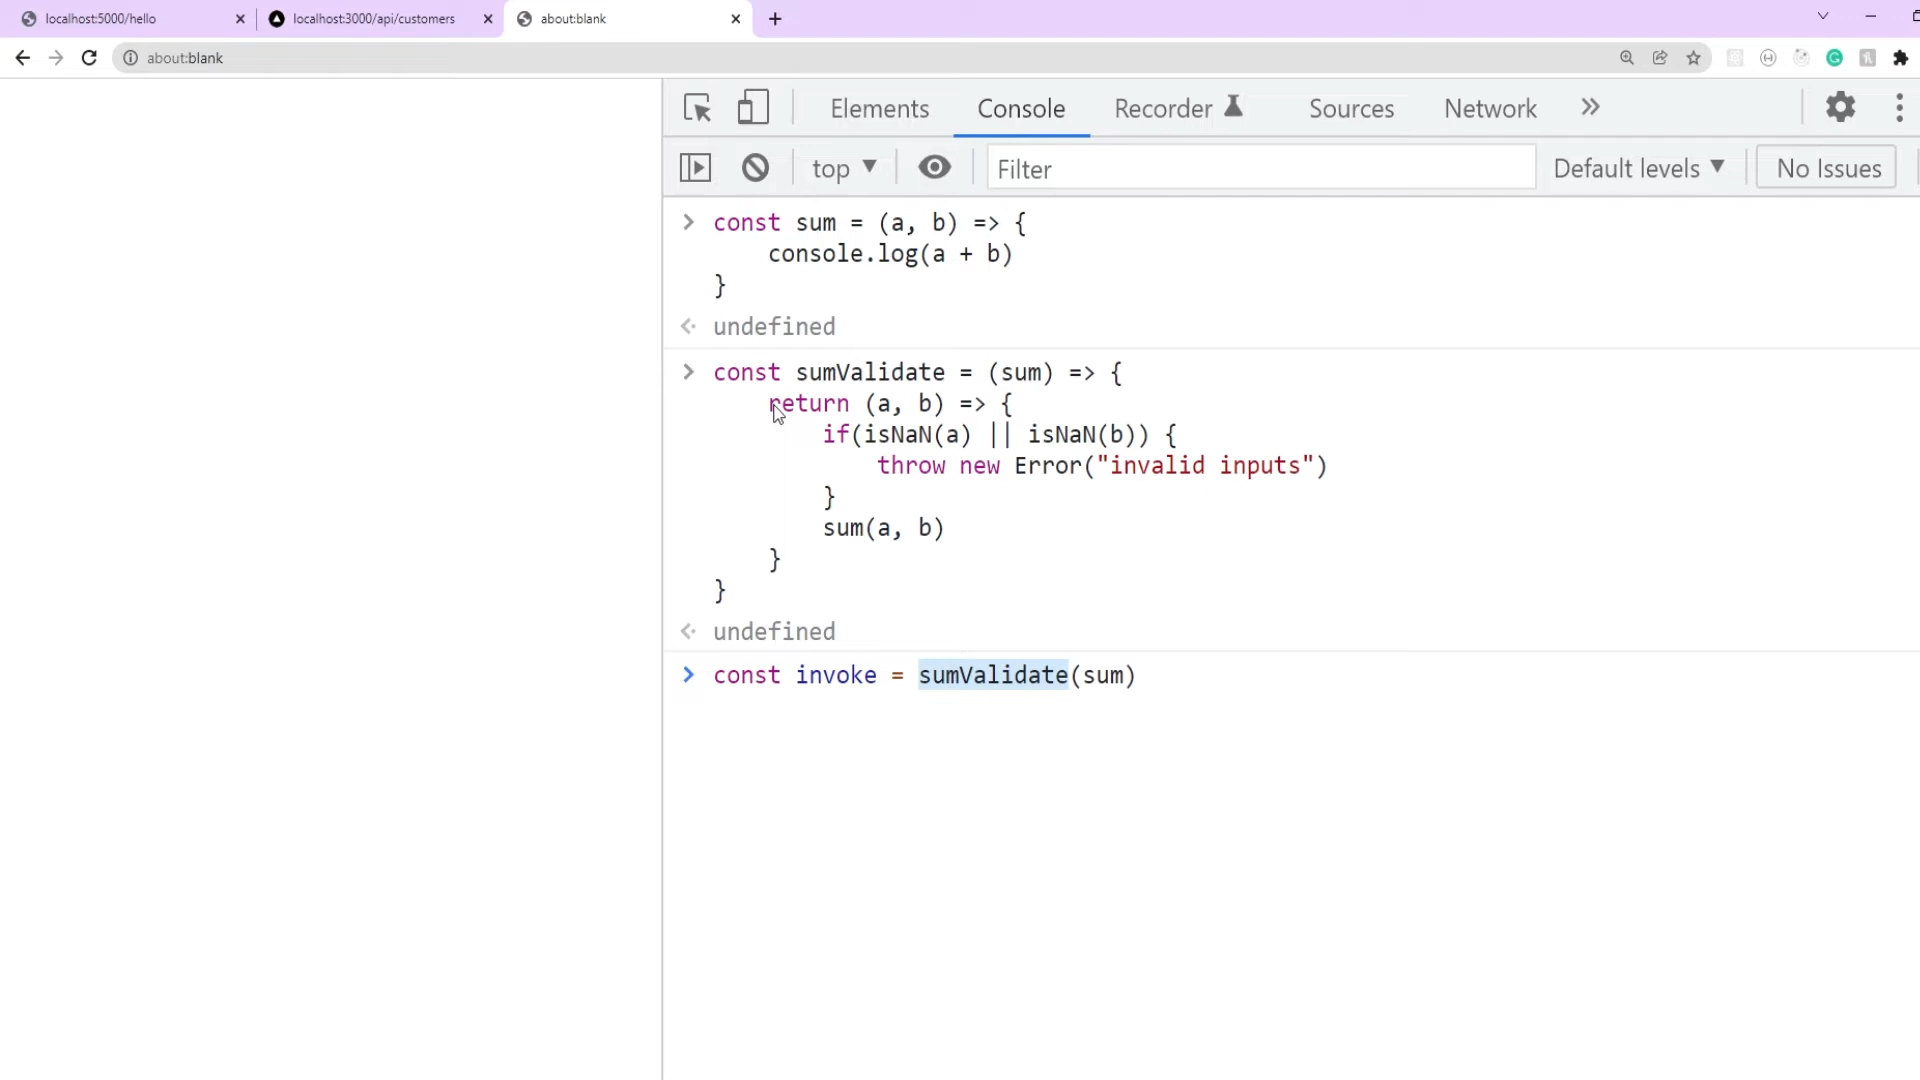 localhost:5000/hello
localhost:3000/api/customers
about:blank
about:blank
Elements
Console
Recorder
Sources
Network
top
Filter
Default levels
No Issues
const sum = (a, b) => {
console.log(a + b)
}
undefined
const sumValidate = (sum) => {
return (a, b) => {
if(isNaN(a) || isNaN(b)) {
throw new Error("invalid inputs")
}
sum(a, b)
}
}
undefined
const invoke = sumValidate(sum)